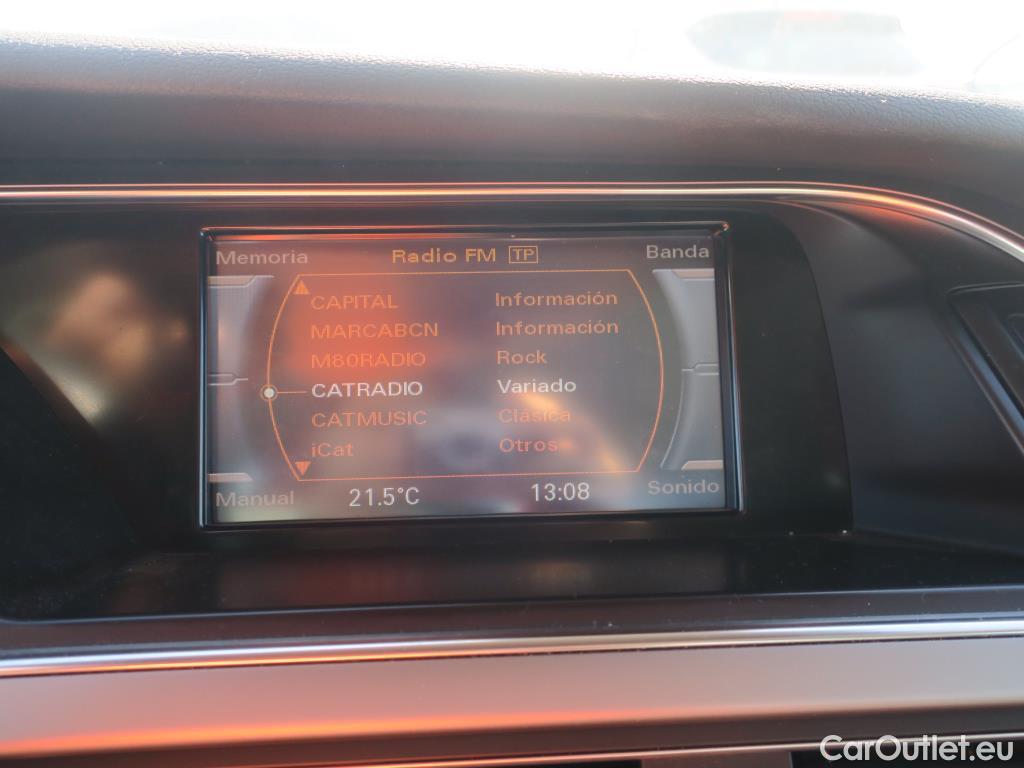 Memoria Radio FM TP Banda
CAPITAL Información
MARCABCN Información
M80RADIO Rock
CATRADIO Variado
CATMUSIC Clásica
iCat Otros
Manual 21.5°C 13:08 Sonido
CarOutlet.eu